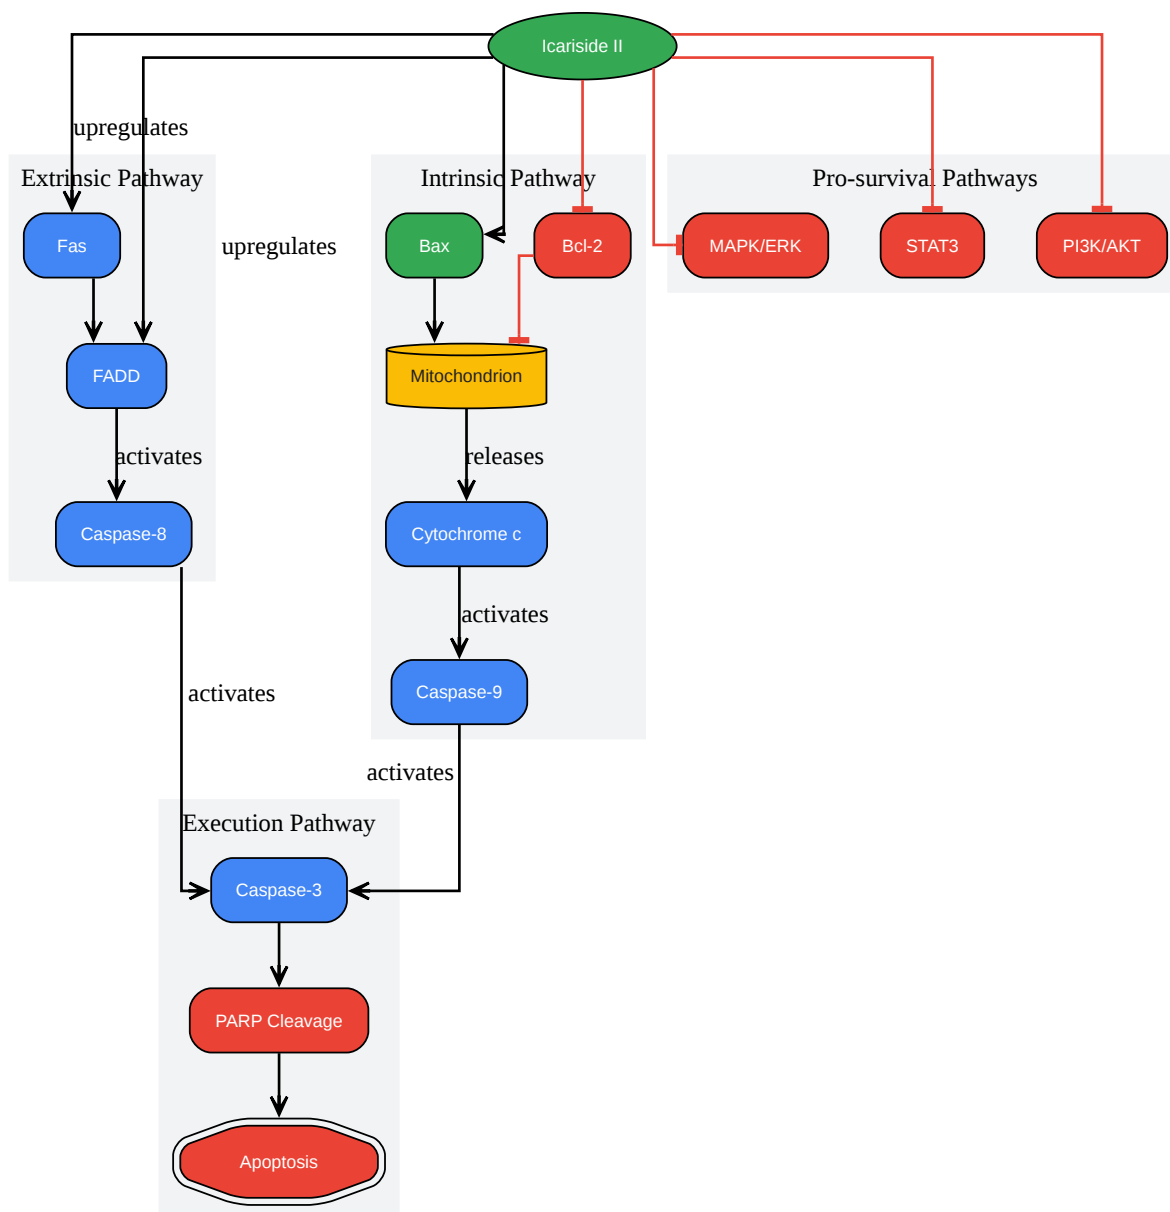 Icariside II
upregulates
Extrinsic Pathway
Intrinsic Pathway
Pro-survival Pathways
Fas
upregulates
Bax
Bcl-2
MAPK/ERK
STAT3
PI3K/AKT
FADD
Mitochondrion
activates
releases
Caspase-8
Cytochrome c
activates
Caspase-9
activates
activates
Execution Pathway
Caspase-3
PARP Cleavage
Apoptosis